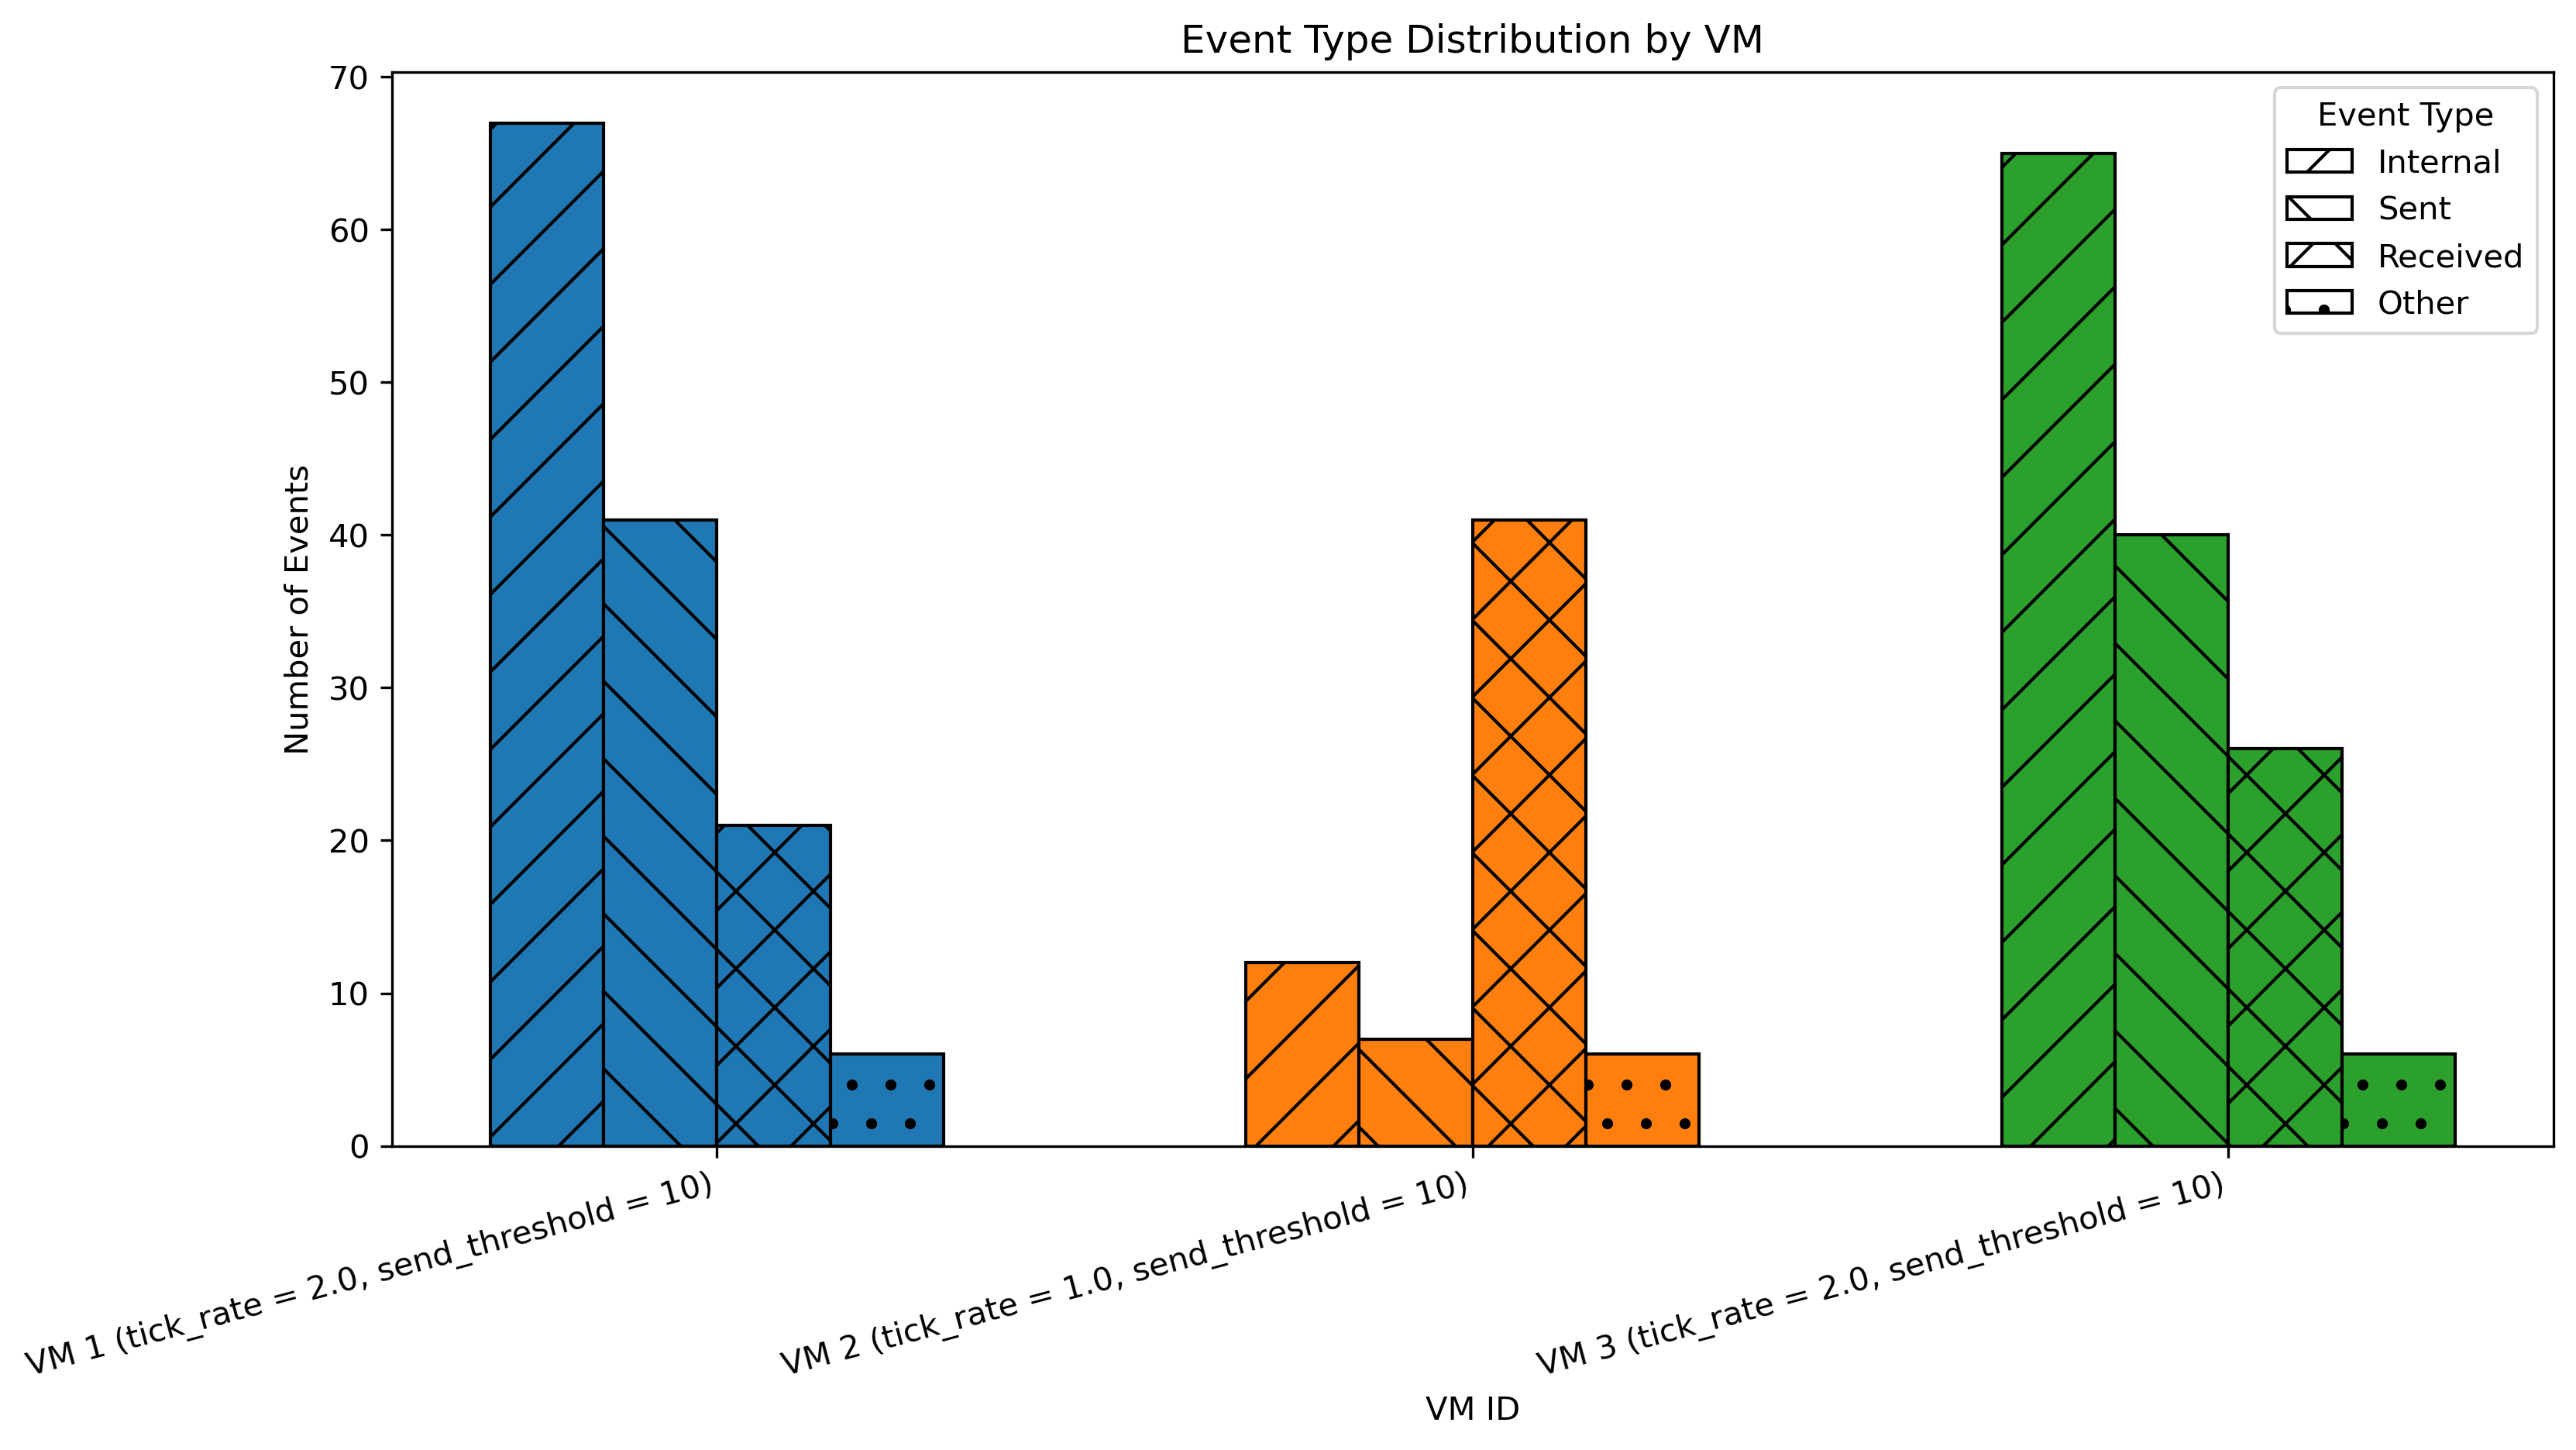 Event Type Distribution by VM
70
60
50
40
30
20
10
0
Number of Events
Event Type
Internal
Sent
Received
Other
VM 1 (tick_rate = 2.0, send_threshold = 10)
VM 2 (tick_rate = 1.0, send_threshold = 10)
VM 3 (tick_rate = 2.0, send_threshold = 10)
VM ID